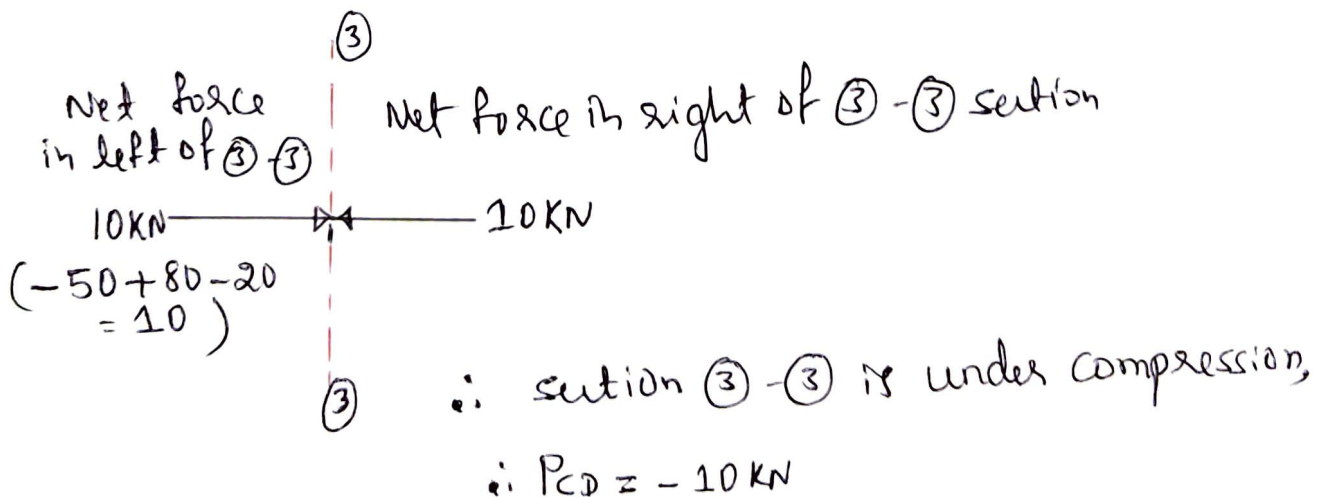 ③
Net force
in left of ③-③
Net force in right of ③-③ section
10KN
10KN
(-50+80-20
= 10)
③
∴ section ③-③ is under compression,
∴ PCD = - 10 KN